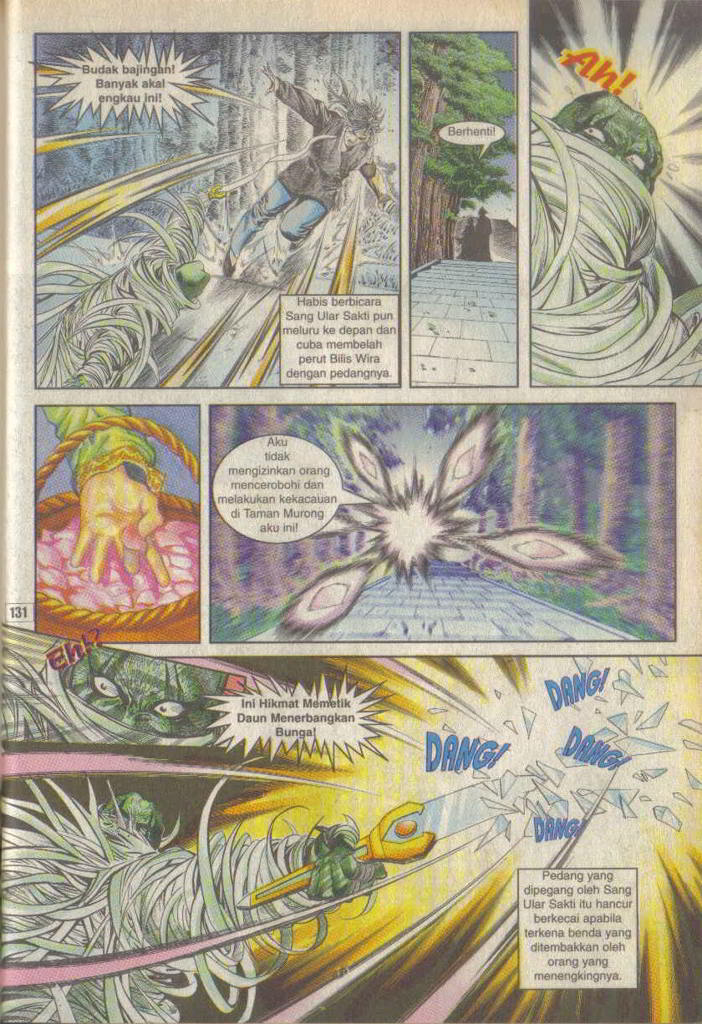 Budak bajingan!
Banyak akal
engkau ini!
Habis berbicara
Sang Ular Sakti pun
meluru ke depan dan
cuba membelah
perut Bilis Wira
dengan pedangnya.
Berhenti!
Ah!
Aku
tidak
mengizinkan orang
mencerobohi dan
melakukan kekacauan
di Taman Murong
aku ini!
131
Eh!?
Ini Hikmat Memetik
Daun Menerbangkan
Bunga!
DANG!
DANG!
DANG!
DANG!
Pedang yang
dipegang oleh Sang
Ular Sakti itu hancur
berkecai apabila
terkena benda yang
ditembakkan oleh
orang yang
menengkingnya.